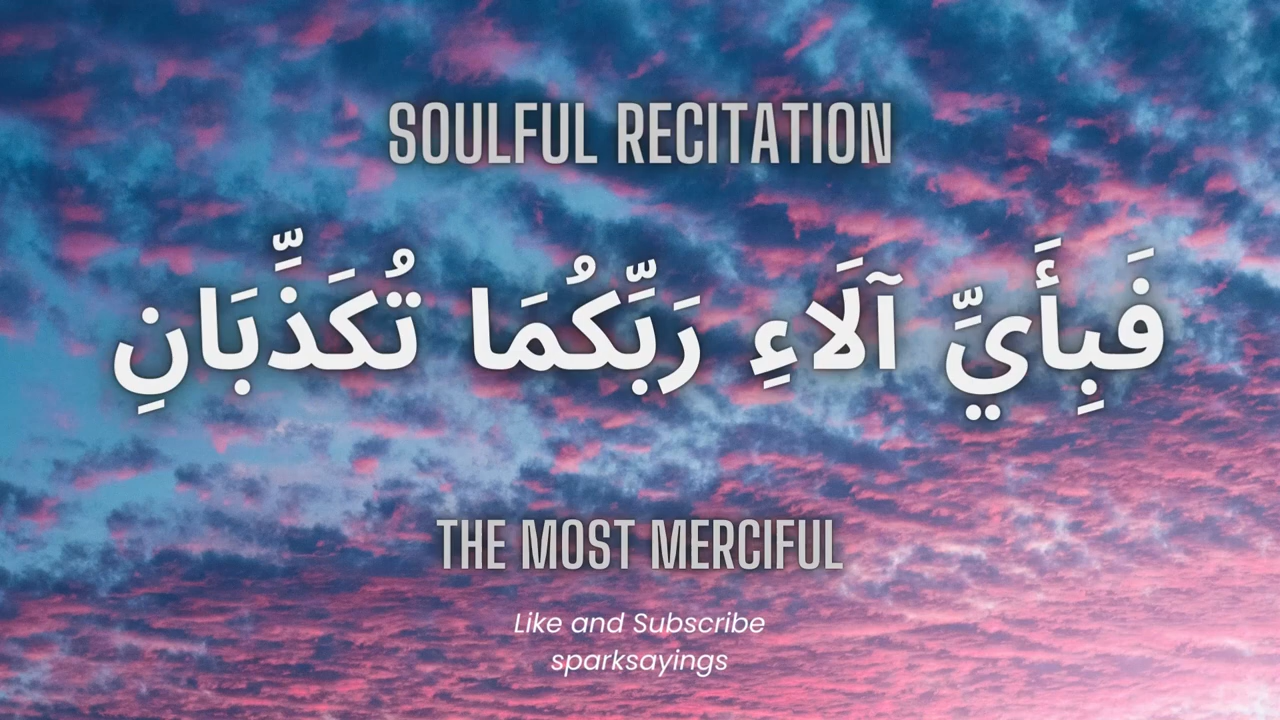 SOULFUL RECITATION
فَبِأَيِّ آلَاءِ رَبِّكُمَا تُكَذِّبَانِ
THE MOST MERCIFUL
Like and Subscribe
sparksayings